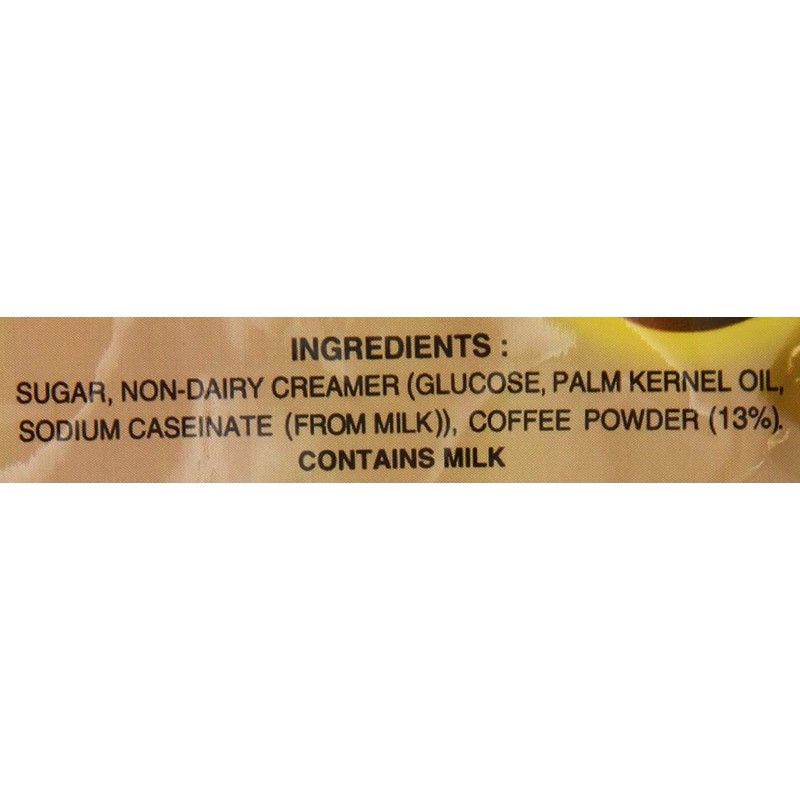 INGREDIENTS :
SUGAR, NON-DAIRY CREAMER (GLUCOSE, PALM KERNEL OIL,
SODIUM CASEINATE (FROM MILK)), COFFEE POWDER (13%).
CONTAINS MILK